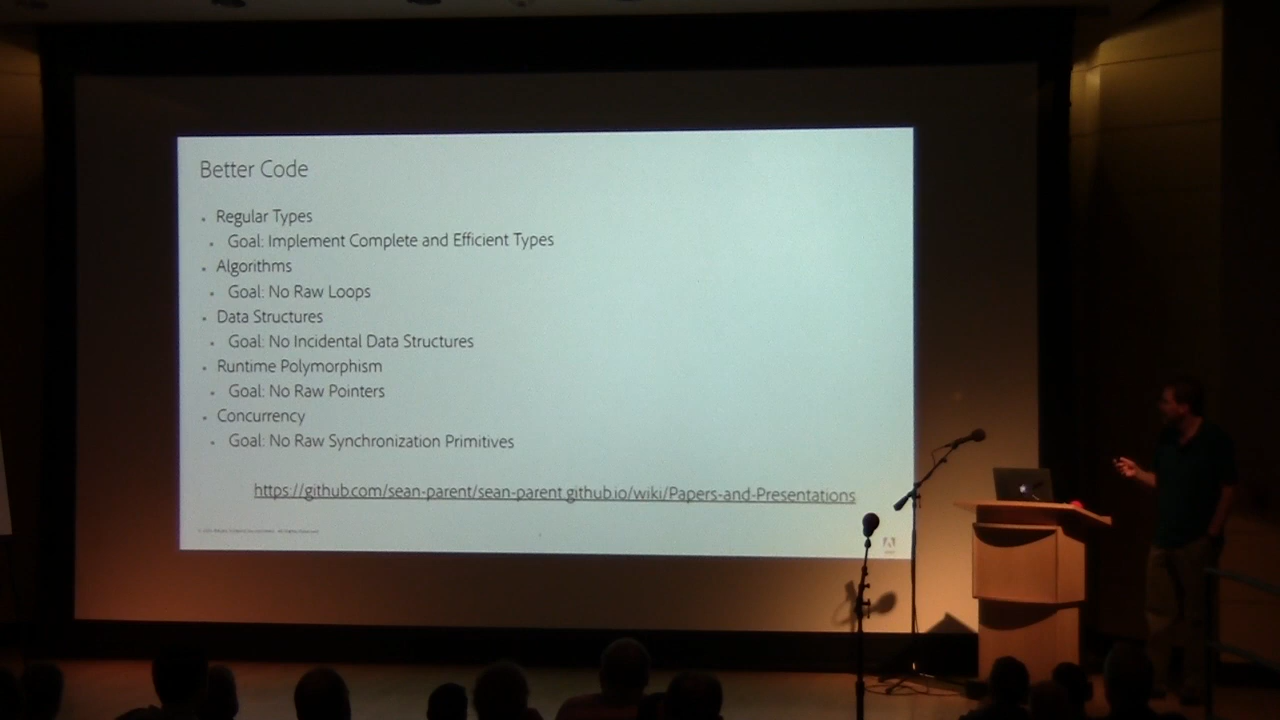 Better Code
Regular Types
Goal: Implement Complete and Efficient Types
Algorithms
Goal: No Raw Loops
Data Structures
Goal: No Incidental Data Structures
Runtime Polymorphism
Goal: No Raw Pointers
Concurrency
Goal: No Raw Synchronization Primitives
https://github.com/sean-parent/sean-parent.github.io/wiki/Papers-and-Presentations